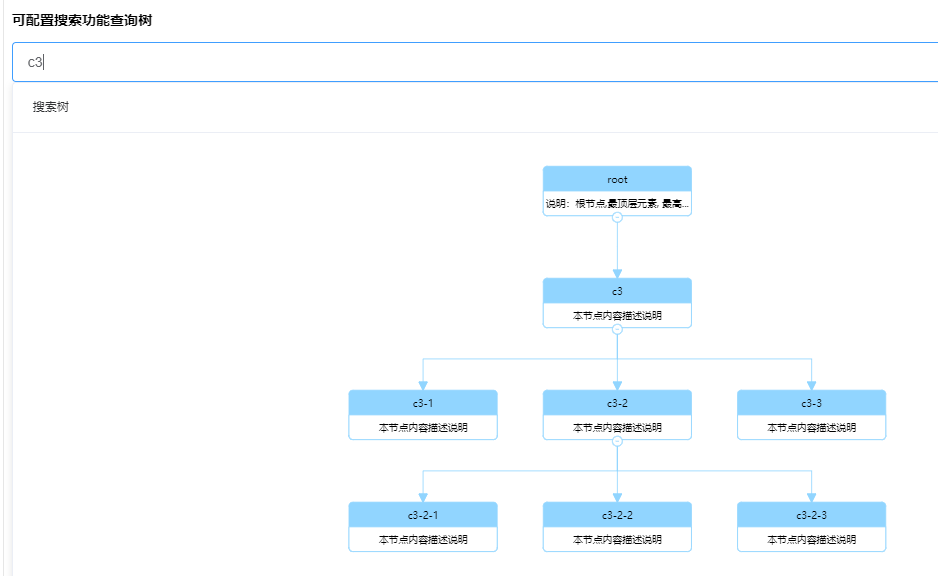 可配置搜索功能查询树
c3
搜索树
root
说明：根节点,最顶层元素, 最高...
c3
本节点内容描述说明
c3-1
c3-2
c3-3
本节点内容描述说明
本节点内容描述说明
本节点内容描述说明
c3-2-1
c3-2-2
c3-2-3
本节点内容描述说明
本节点内容描述说明
本节点内容描述说明